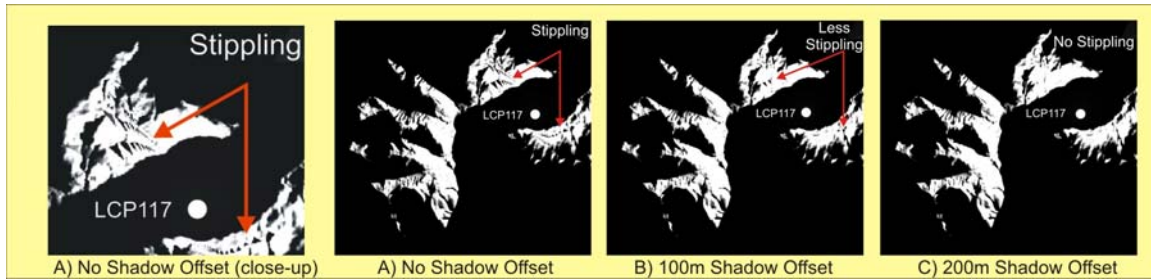 Stippling
LCP117
A) No Shadow Offset (close-up)
Stippling
LCP117
A) No Shadow Offset
Less
Stippling
LCP117
B) 100m Shadow Offset
No Stippling
LCP117
C) 200m Shadow Offset